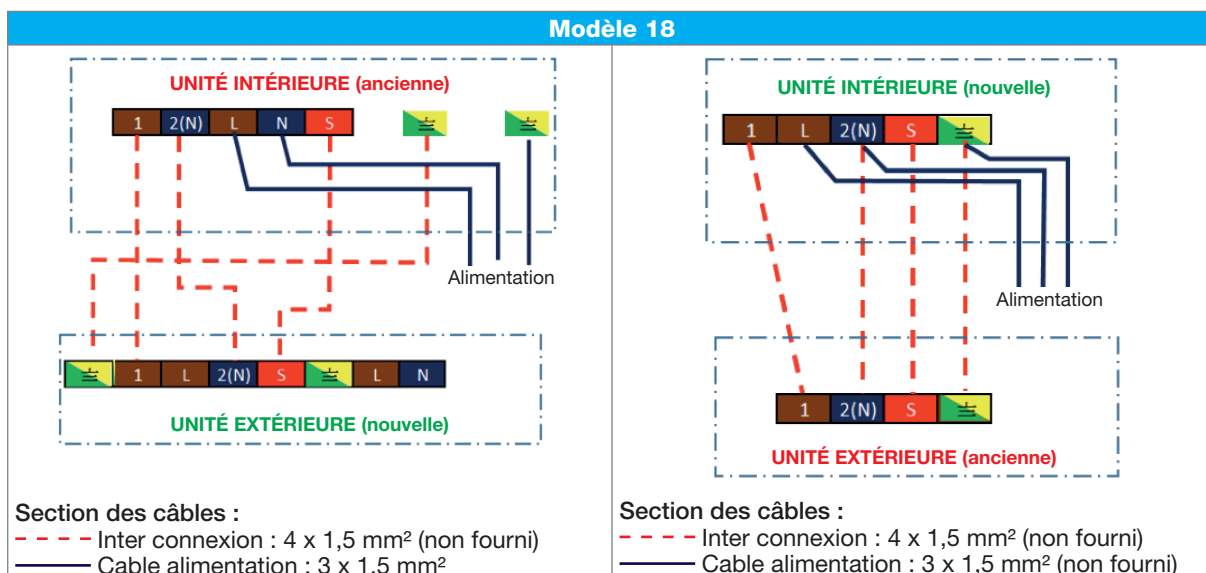 Modèle 18
UNITÉ INTÉRIEURE (ancienne)
1 2(N) L N S
Alimentation
1 L 2(N) S L N
UNITÉ EXTÉRIEURE (nouvelle)
Section des câbles :
Inter connexion : 4 x 1,5 mm² (non fourni)
Cable alimentation : 3 x 1,5 mm²
UNITÉ INTÉRIEURE (nouvelle)
1 L 2(N) S
Alimentation
1 2(N) S
UNITÉ EXTÉRIEURE (ancienne)
Section des câbles :
Inter connexion : 4 x 1,5 mm² (non fourni)
Cable alimentation : 3 x 1,5 mm² (non fourni)